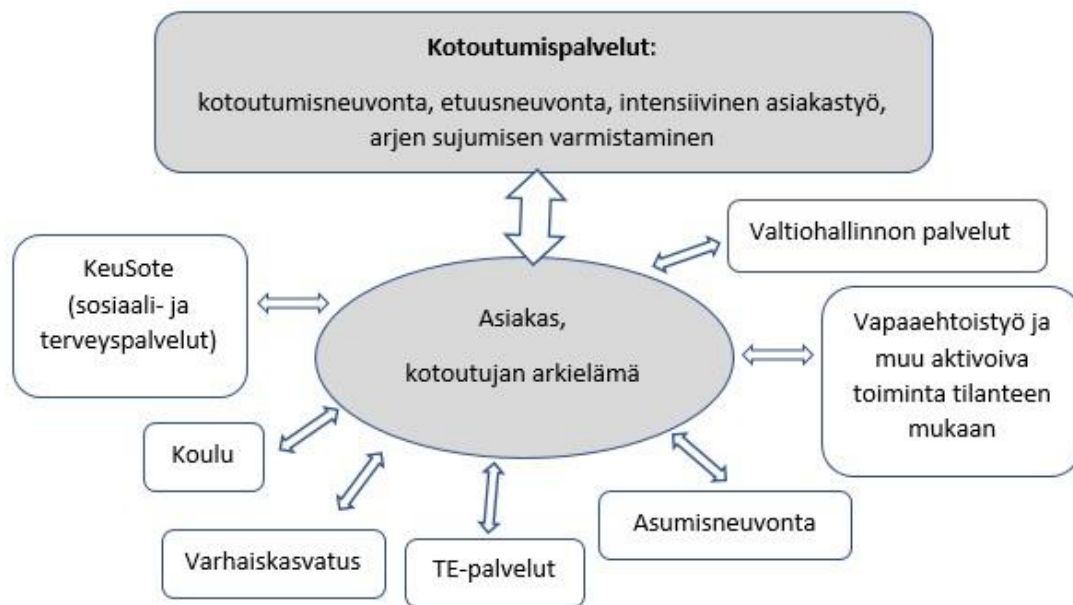 Kotoutumispalvelut:
kotoutumisneuvonta, etuusneuvonta, intensiivinen asiakastyö,
arjen sujumisen varmistaminen
Valtiohallinnon palvelut
KeuSote
(sosiaali- ja
terveyspalvelut)
Asiakas,
kotoutujan arkielämä
Vapaaehtoistyö ja
muu aktivoiva
toiminta tilanteen
mukaan
Koulu
Varhaiskasvatus
TE-palvelut
Asumisneuvonta